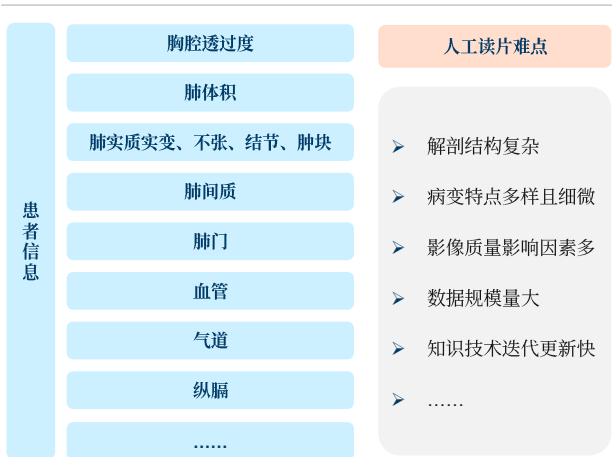 患者信息
胸腔透过度
肺体积
肺实质实变、不张、结节、肿块
肺间质
肺门
血管
气道
纵膈
……
人工读片难点
解剖结构复杂
病变特点多样且细微
影像质量影响因素多
数据规模量大
知识技术迭代更新快
……